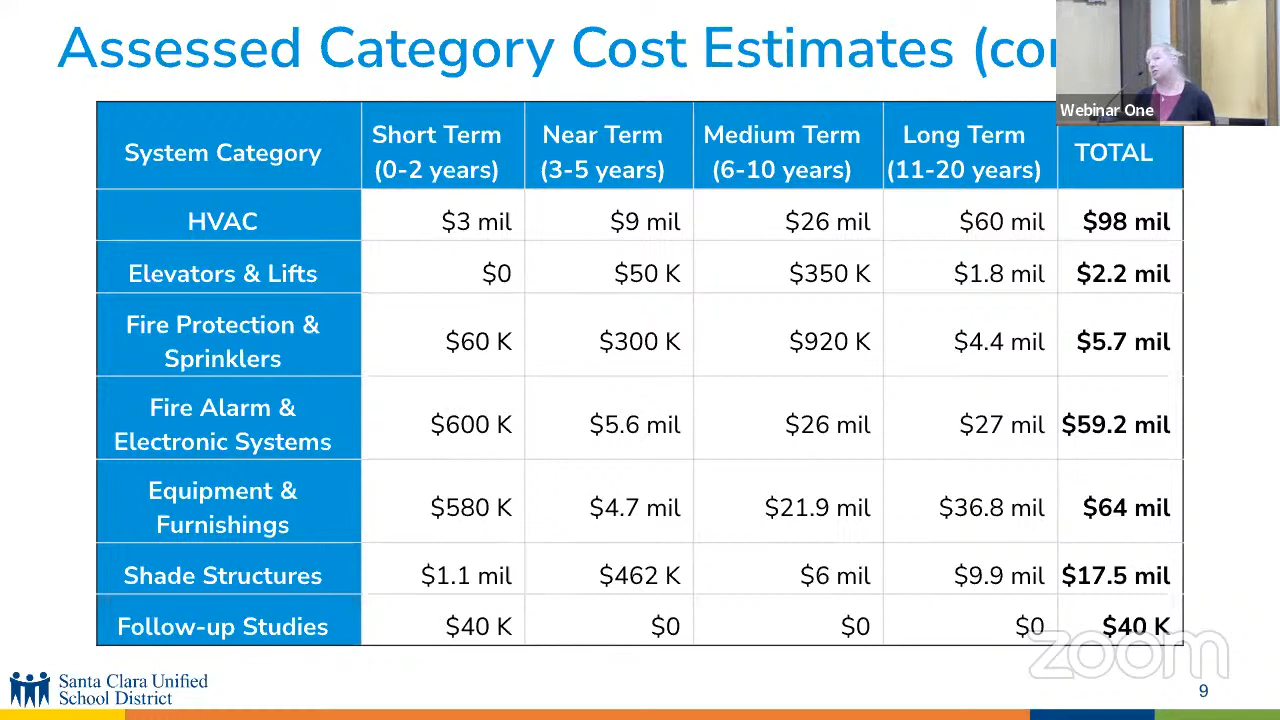 Assessed Category Cost Estimates (co
Webinar One
System Category
Short Term
(0-2 years)
Near Term
(3-5 years)
Medium Term
(6-10 years)
Long Term
(11-20 years)
TOTAL
HVAC
$3 mil
$9 mil
$26 mil
$60 mil
$98 mil
Elevators & Lifts
$0
$50 K
$350 K
$1.8 mil
$2.2 mil
Fire Protection &
Sprinklers
$60 K
$300 K
$920 K
$4.4 mil
$5.7 mil
Fire Alarm &
Electronic Systems
$600 K
$5.6 mil
$26 mil
$27 mil
$59.2 mil
Equipment &
Furnishings
$580 K
$4.7 mil
$21.9 mil
$36.8 mil
$64 mil
Shade Structures
$1.1 mil
$462 K
$6 mil
$9.9 mil
$17.5 mil
Follow-up Studies
$40 K
$0
$0
$0
$40 K
zoom
Santa Clara Unified
School District
9